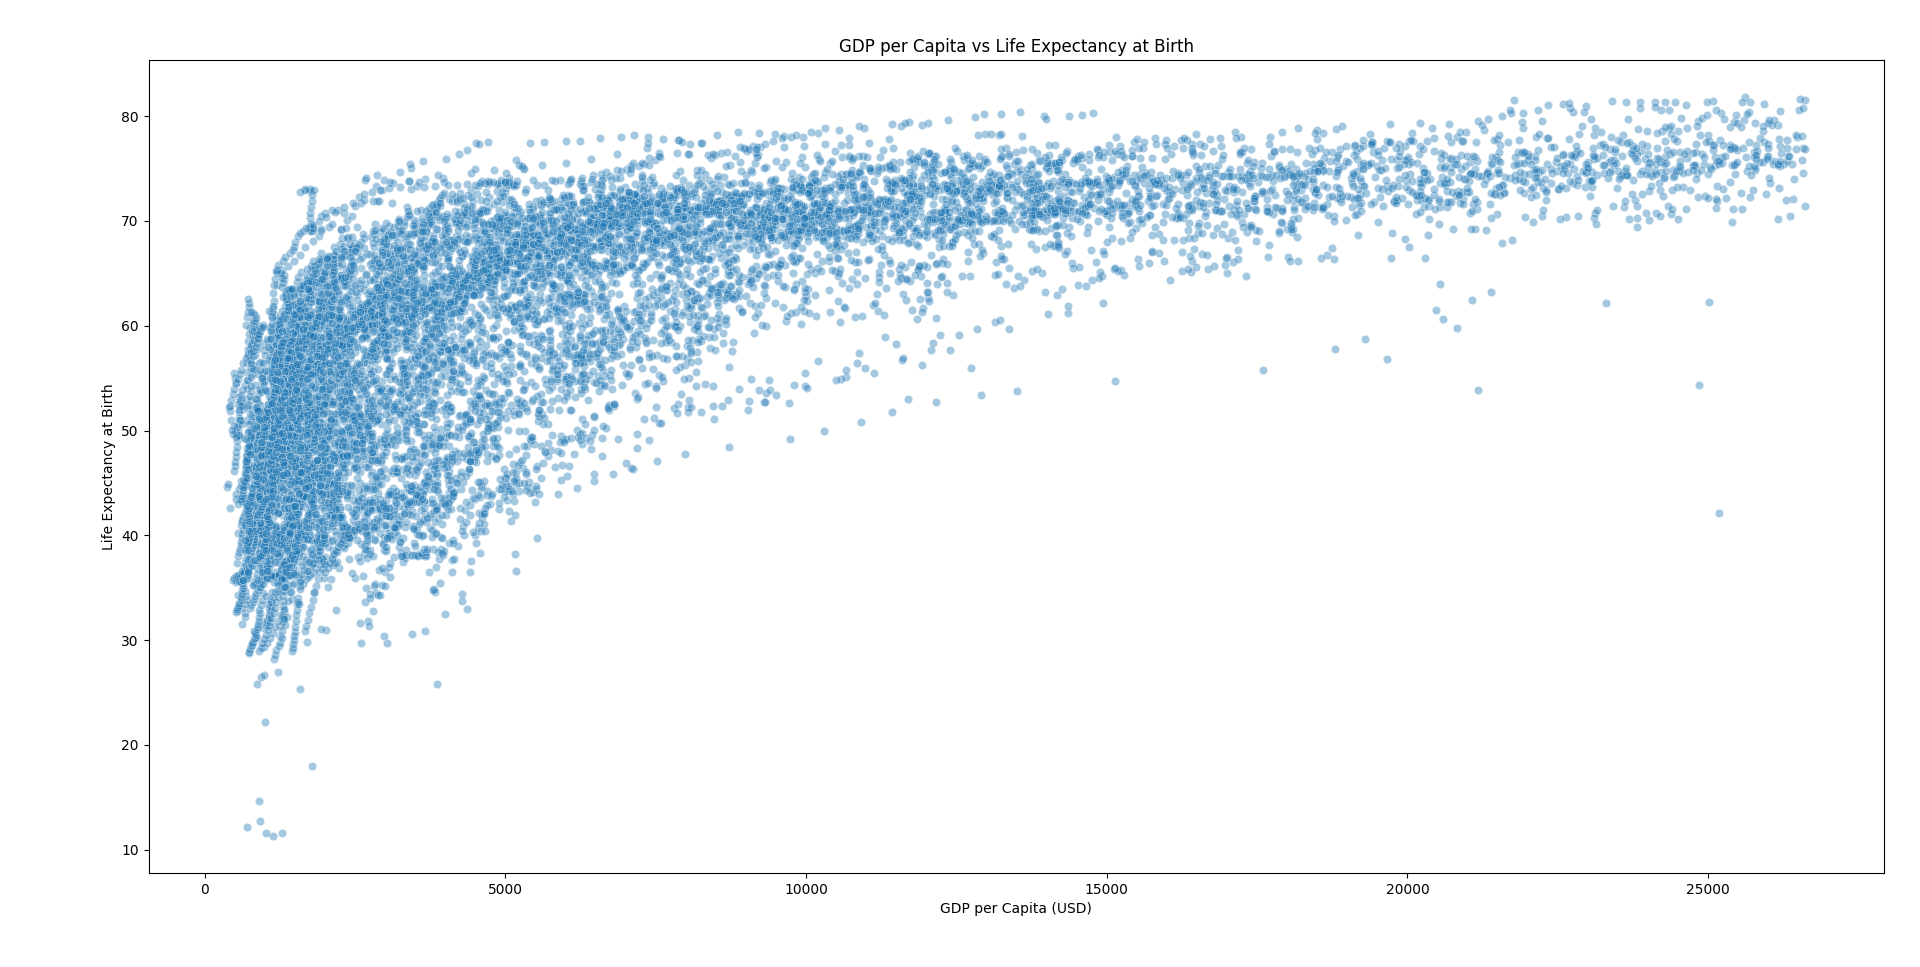 GDP per Capita vs Life Expectancy at Birth
Life Expectancy at Birth
80
70
60
50
40
30
20
10
0 5000 10000 15000 20000 25000
GDP per Capita (USD)